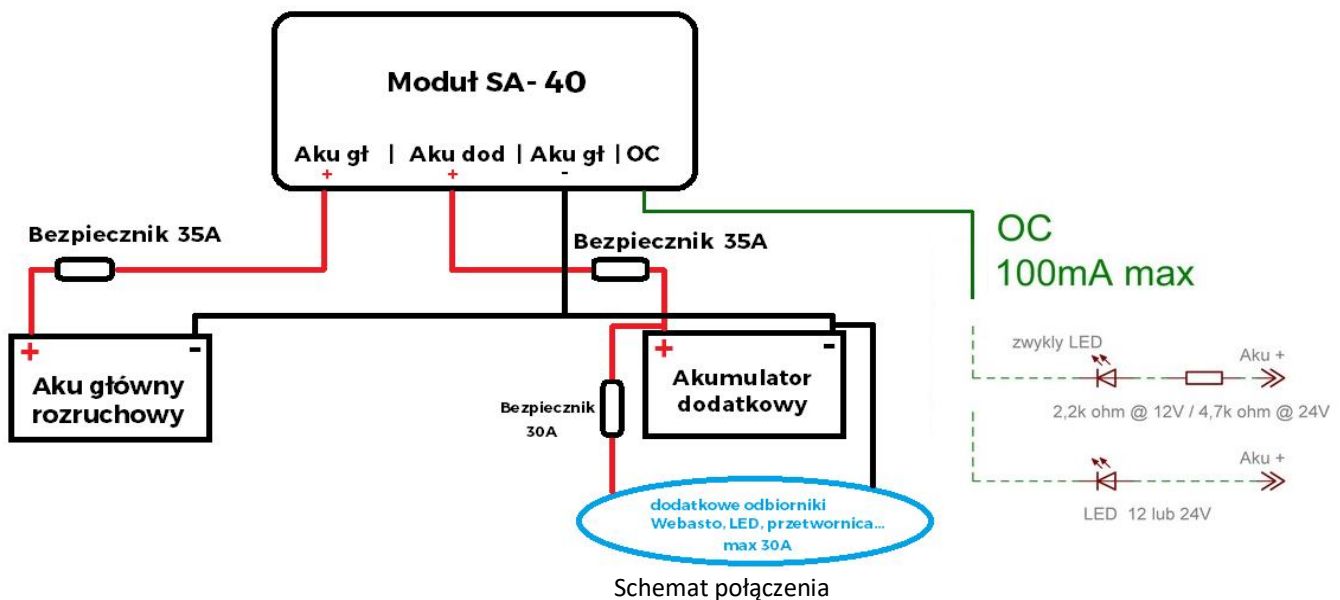 Moduł SA- 40
Aku gł | Aku dod | Aku gł | OC
+ + -
Bezpiecznik 35A
Bezpiecznik 35A
OC
100mA max
+ -
Aku główny
rozruchowy
+ -
Akumulator
dodatkowy
Bezpiecznik
30A
zwykly LED
Aku +
2,2k ohm @ 12V / 4,7k ohm @ 24V
Aku +
LED 12 lub 24V
dodatkowe odbiorniki
Webasto, LED, przetwornica...
max 30A
Schemat połączenia